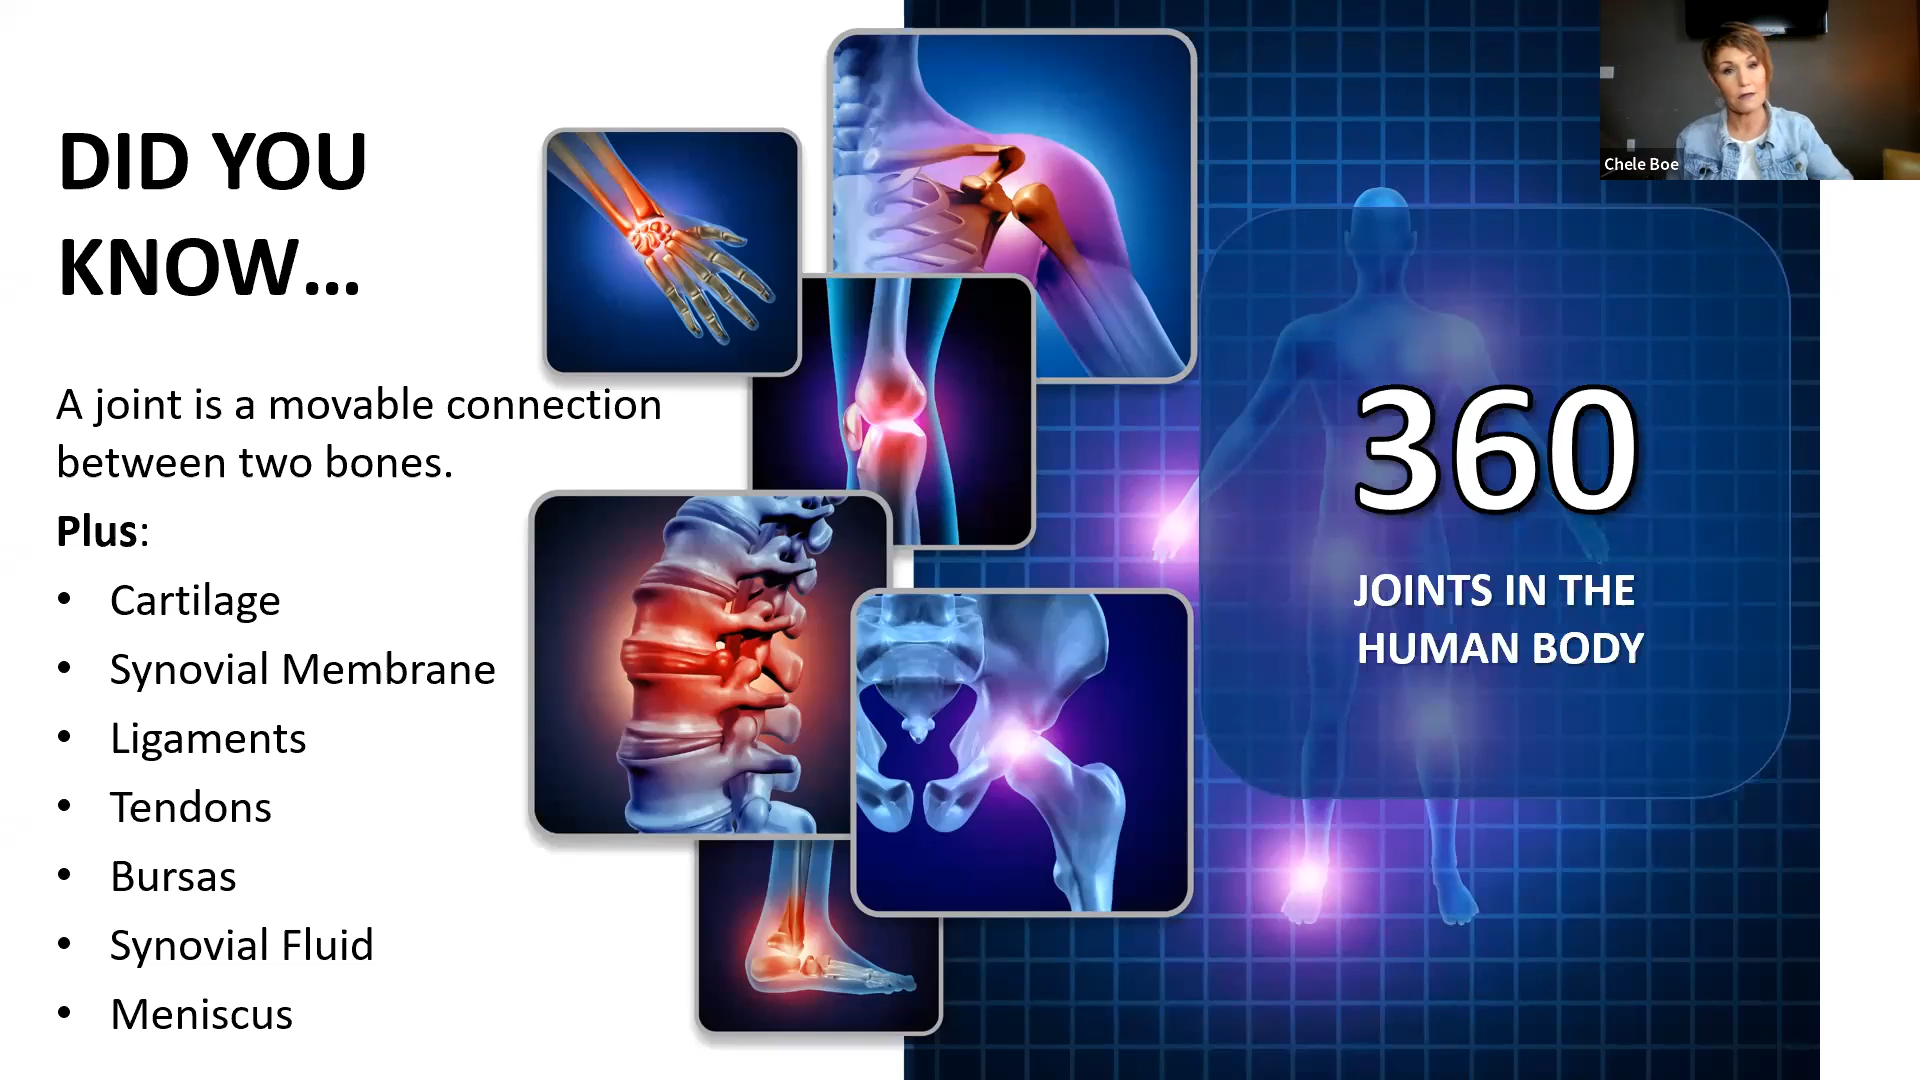 DID YOU
KNOW...
A joint is a movable connection
between two bones.
Plus:
• Cartilage
• Synovial Membrane
• Ligaments
• Tendons
• Bursas
• Synovial Fluid
• Meniscus
360
JOINTS IN THE
HUMAN BODY
Chele Boe